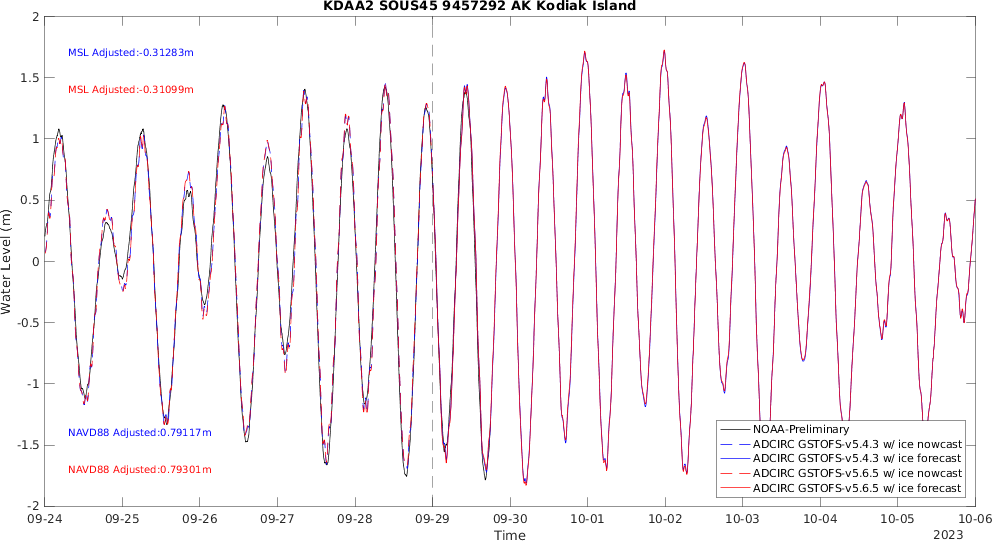 KDAA2 SOUS45 9457292 AK Kodiak Island
2
1.5
1
0.5
0
-0.5
-1
-1.5
-2
Water Level (m)
MSL Adjusted:-0.31283m
MSL Adjusted:-0.31099m
NAVD88 Adjusted:0.79117m
NAVD88 Adjusted:0.79301m
NOAA-Preliminary
ADCIRC GSTOFS-v5.4.3 w/ ice nowcast
ADCIRC GSTOFS-v5.4.3 w/ ice forecast
ADCIRC GSTOFS-v5.6.5 w/ ice nowcast
ADCIRC GSTOFS-v5.6.5 w/ ice forecast
09-24 09-25 09-26 09-27 09-28 09-29 09-30 10-01 10-02 10-03 10-04 10-05 10-06
Time
2023